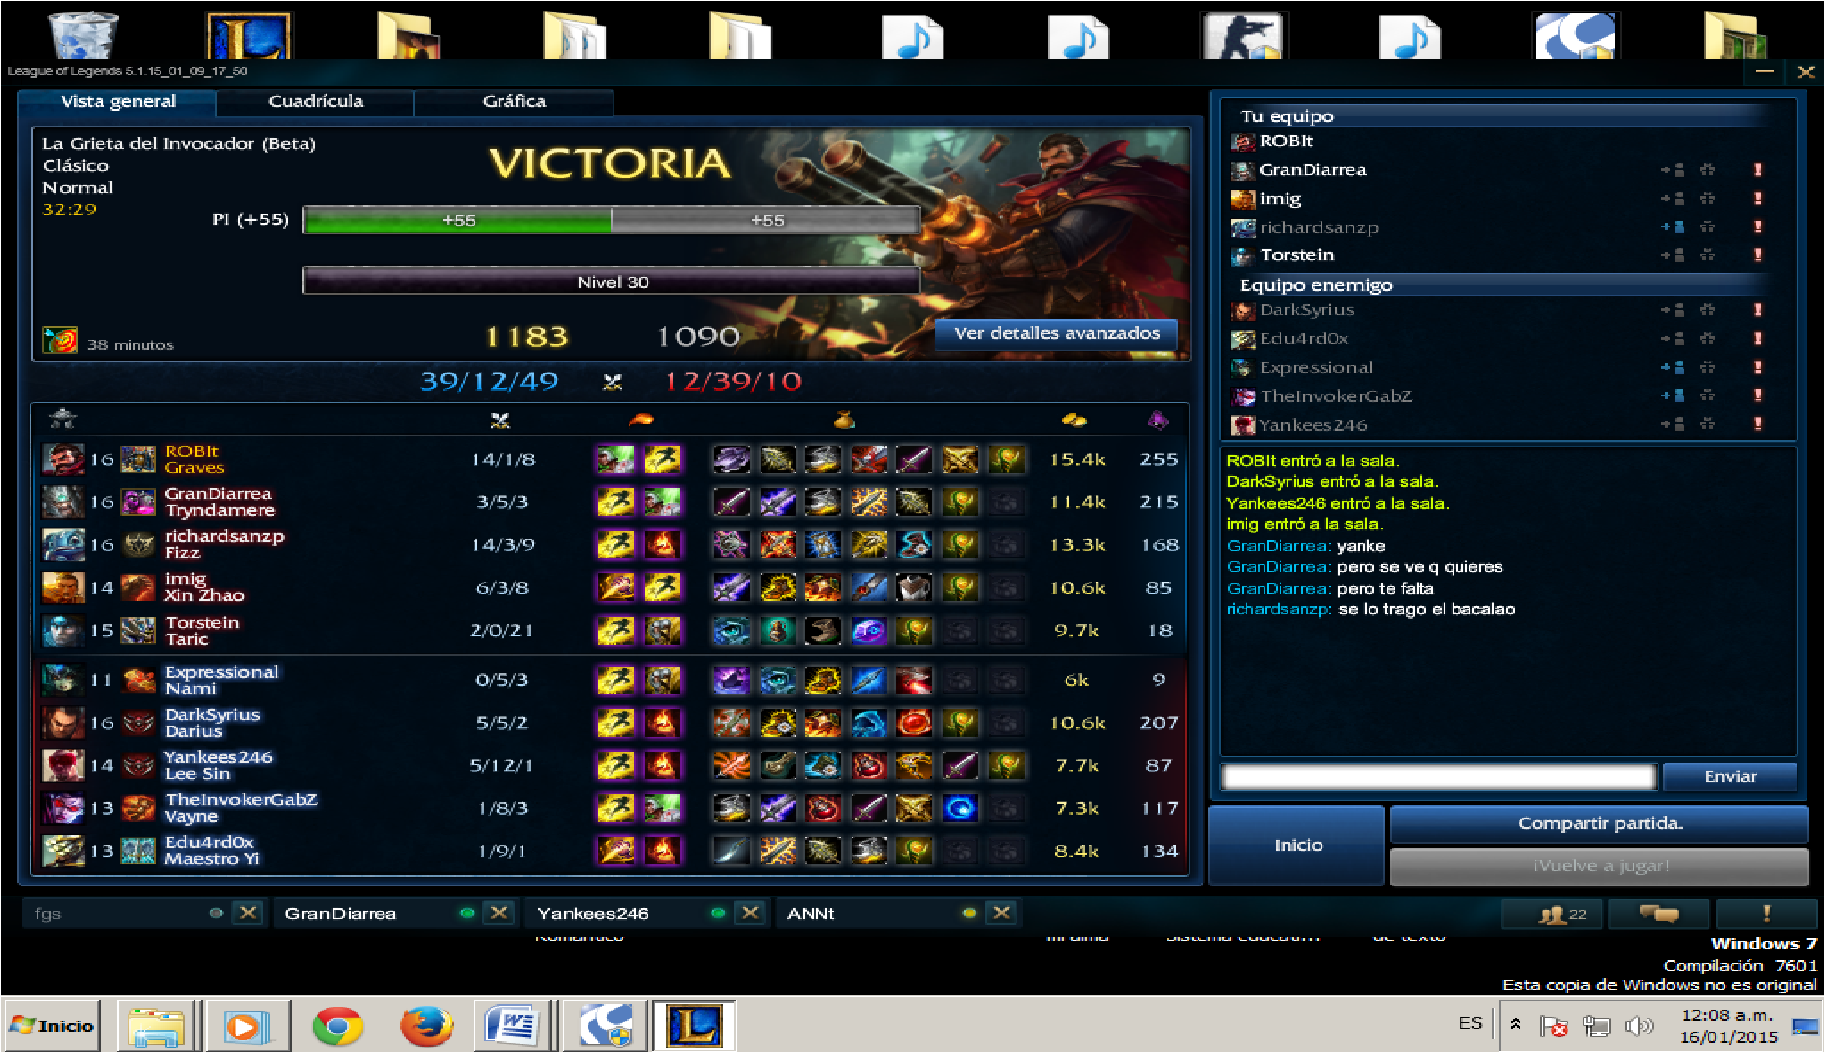 League of Legends 5.1.15_01_09_17_50
Vista general
Cuadrícula
Gráfica
La Grieta del Invocador (Beta)
Clásico
Normal
32:29
VICTORIA
PI (+55)
+55
+55
Nivel 30
38 minutos
1183
1090
Ver detalles avanzados
39/12/49
12/39/10
16 ROBIt Graves 14/1/8 15.4k 255
16 GranDiarrea Tryndamere 3/5/3 11.4k 215
16 richardsanzp Fizz 14/3/9 13.3k 168
14 imig Xin Zhao 6/3/8 10.6k 85
15 Torstein Taric 2/0/21 9.7k 18
11 Expressional Nami 0/5/3 6k 9
16 DarkSyrius Darius 5/5/2 10.6k 207
14 Yankees246 Lee Sin 5/12/1 7.7k 87
13 TheInvokerGabZ Vayne 1/8/3 7.3k 117
13 Edu4rd0x Maestro Yi 1/9/1 8.4k 134
Tu equipo
ROBIt
GranDiarrea
imig
richardsanzp
Torstein
Equipo enemigo
DarkSyrius
Edu4rd0x
Expressional
TheInvokerGabZ
Yankees246
ROBIt entró a la sala.
DarkSyrius entró a la sala.
Yankees246 entró a la sala.
imig entró a la sala.
GranDiarrea: yanke
GranDiarrea: pero se ve q quieres
GranDiarrea: pero te falta
richardsanzp: se lo trago el bacalao
Enviar
Inicio
Compartir partida.
¡Vuelve a jugar!
fgs
GranDiarrea
Yankees246
ANNt
22
Windows 7
Compilación 7601
Esta copia de Windows no es original
Inicio
ES
12:08 a.m.
16/01/2015